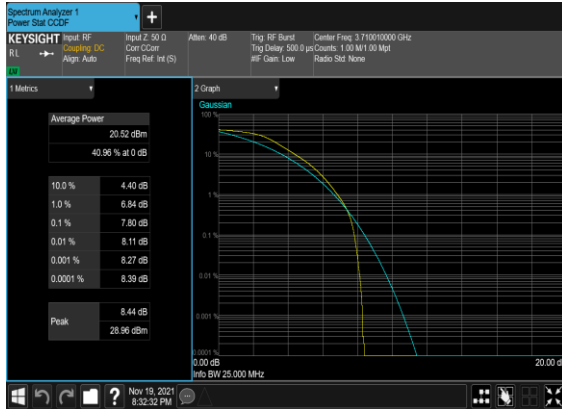 Spectrum Analyzer 1
Power Stat CCDF
+
KEYSIGHT
RL
LU
Input: RF
Coupling: DC
Align: Auto
Input Z: 50 Ω
Corr CCorr
Freq Ref: Int (S)
Atten: 40 dB
Trig: RF Burst
Trig Delay: 500.0 µs
#IF Gain: Low
Center Freq: 3.710010000 GHz
Counts: 1.00 M/1.00 Mpt
Radio Std: None
1 Metrics
Average Power
20.52 dBm
40.96 % at 0 dB
10.0 % 4.40 dB
1.0 % 6.84 dB
0.1 % 7.80 dB
0.01 % 8.11 dB
0.001 % 8.27 dB
0.0001 % 8.39 dB
Peak
8.44 dB
28.96 dBm
2 Graph
Gaussian
100 %
10 %
1 %
0.1 %
0.01 %
0.001 %
0.0001 %
0.00 dB
20.00 d
Info BW 25.000 MHz
?
Nov 19, 2021
8:32:32 PM